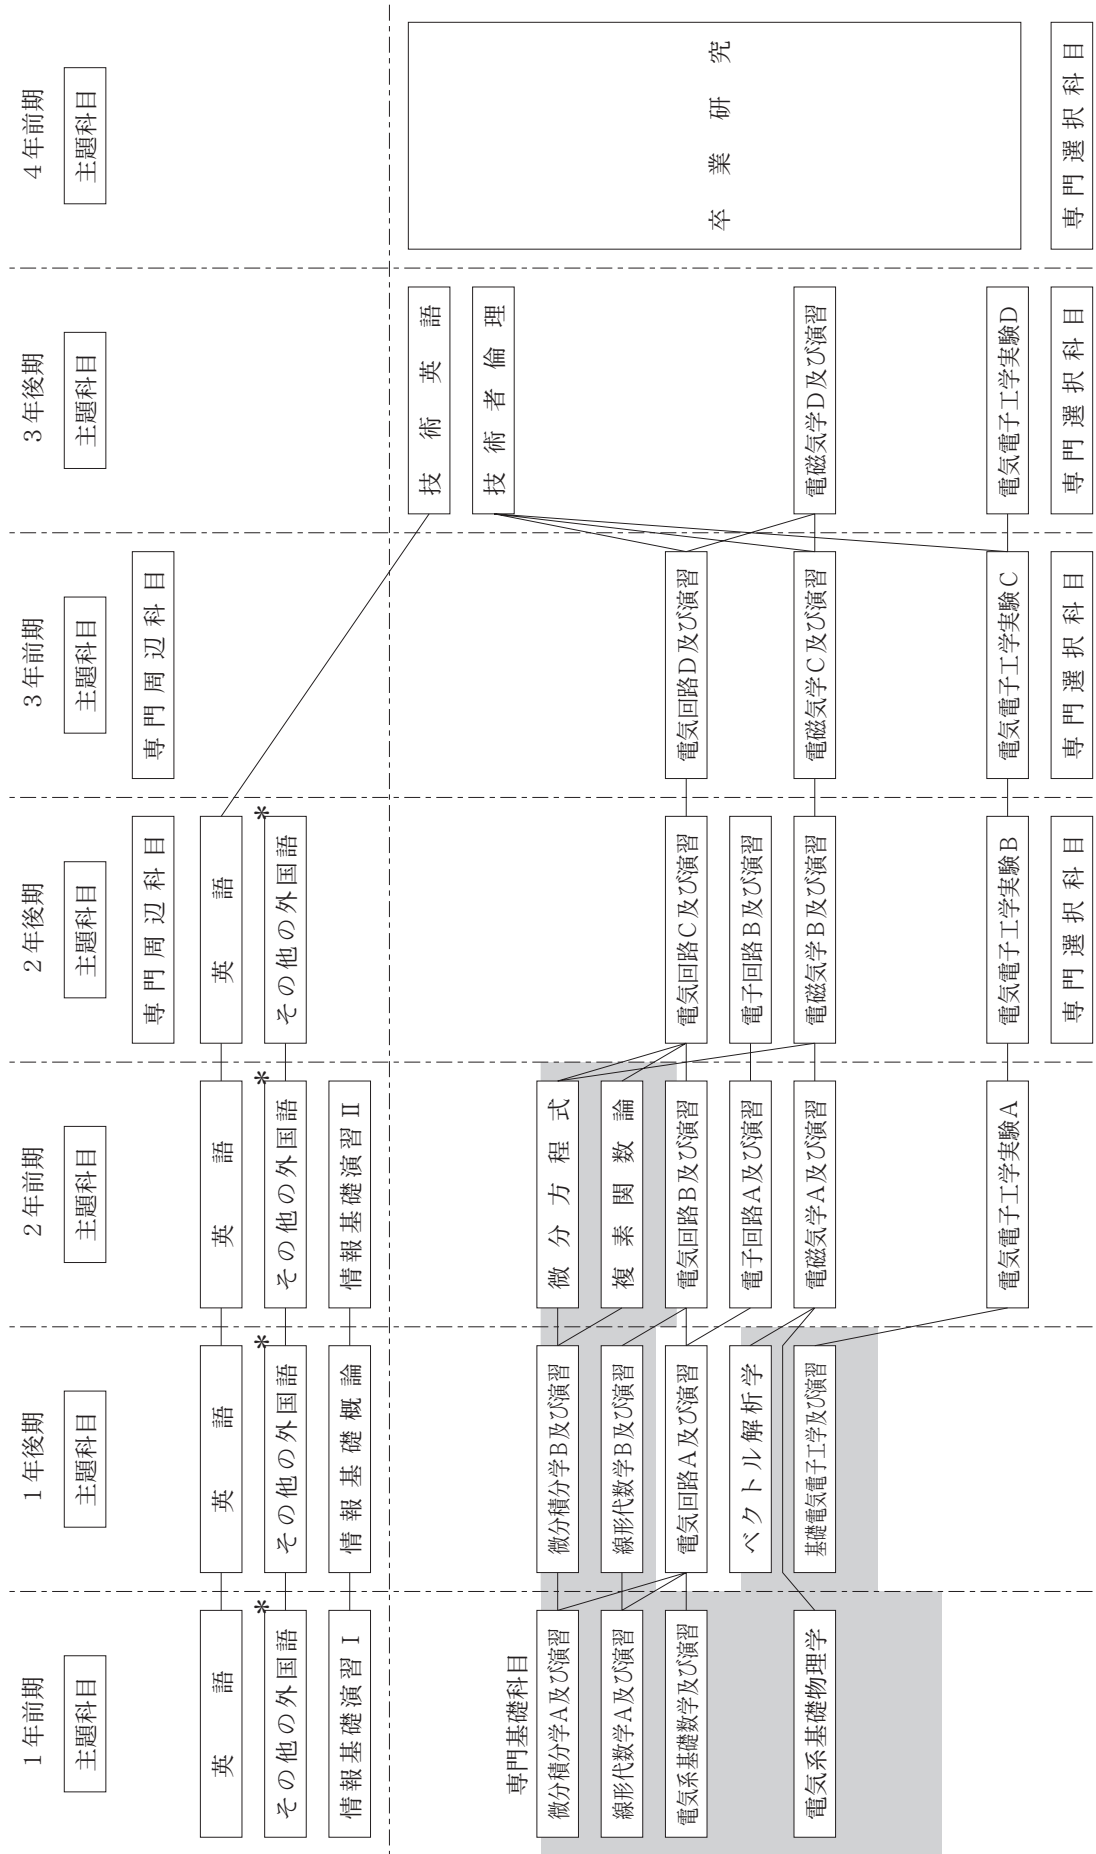 1年前期
主題科目
英語
その他の外国語
*
情報基礎演習 I
専門基礎科目
微分積分学A及び演習
線形代数学A及び演習
電気系基礎数学及び演習
電気系基礎物理学
1年後期
主題科目
英語
その他の外国語
*
情報基礎概論
微分積分学B及び演習
線形代数学B及び演習
電気回路A及び演習
ベクトル解析学
基礎電気電子工学及び演習
2年前期
主題科目
英語
その他の外国語
*
情報基礎演習 II
微分方程式
複素関数論
電気回路B及び演習
電子回路A及び演習
電磁気学A及び演習
電気電子工学実験A
2年後期
主題科目
専門周辺科目
英語
その他の外国語
*
電気回路C及び演習
電子回路B及び演習
電磁気学B及び演習
電気電子工学実験B
専門選択科目
3年前期
主題科目
専門周辺科目
電気回路D及び演習
電磁気学C及び演習
電気電子工学実験C
専門選択科目
3年後期
主題科目
技術英語
技術者倫理
電磁気学D及び演習
電気電子工学実験D
専門選択科目
4年前期
主題科目
卒業研究
専門選択科目